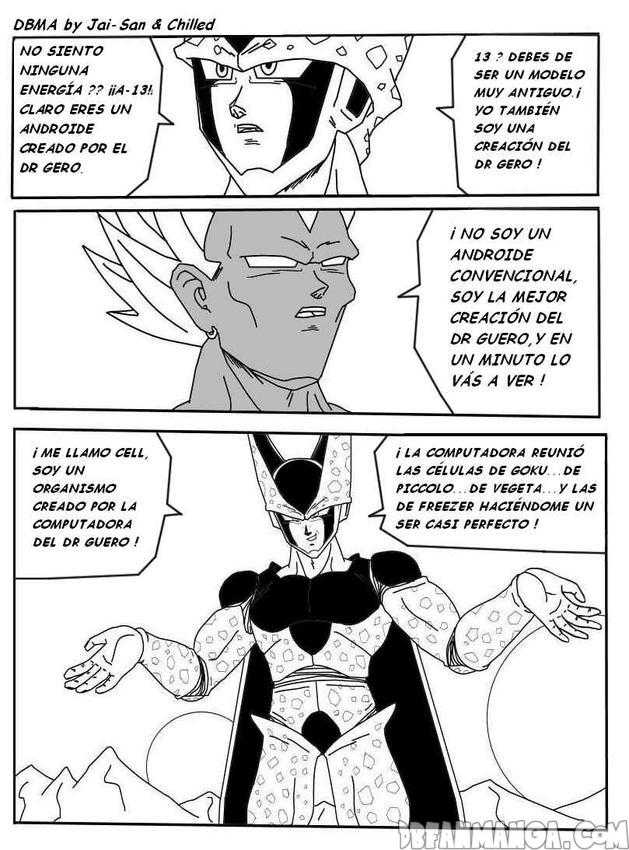 DBMA by Jai-San & Chilled
NO SIENTO
NINGUNA
ENERGÍA ?? ¡¡A-13!¡
CLARO ERES UN
ANDROIDE
CREADO POR EL
DR GERO.
13 ? DEBES DE
SER UN MODELO
MUY ANTIGUO.¡
¡YO TAMBIÉN
SOY UNA
CREACIÓN DEL
DR GERO !
¡ NO SOY UN
ANDROIDE
CONVENCIONAL,
SOY LA MEJOR
CREACIÓN DEL
DR GUERO,Y EN
UN MINUTO LO
VÁS A VER !
¡ ME LLAMO CELL,
SOY UN
ORGANISMO
CREADO POR LA
COMPUTADORA
DEL DR GUERO !
¡ LA COMPUTADORA REUNIÓ
LAS CÉLULAS DE GOKU...DE
PICCOLO...DE VEGETA...Y LAS
DE FREEZER HACIÉNDOME UN
SER CASI PERFECTO !
DBFANMANGA.COM